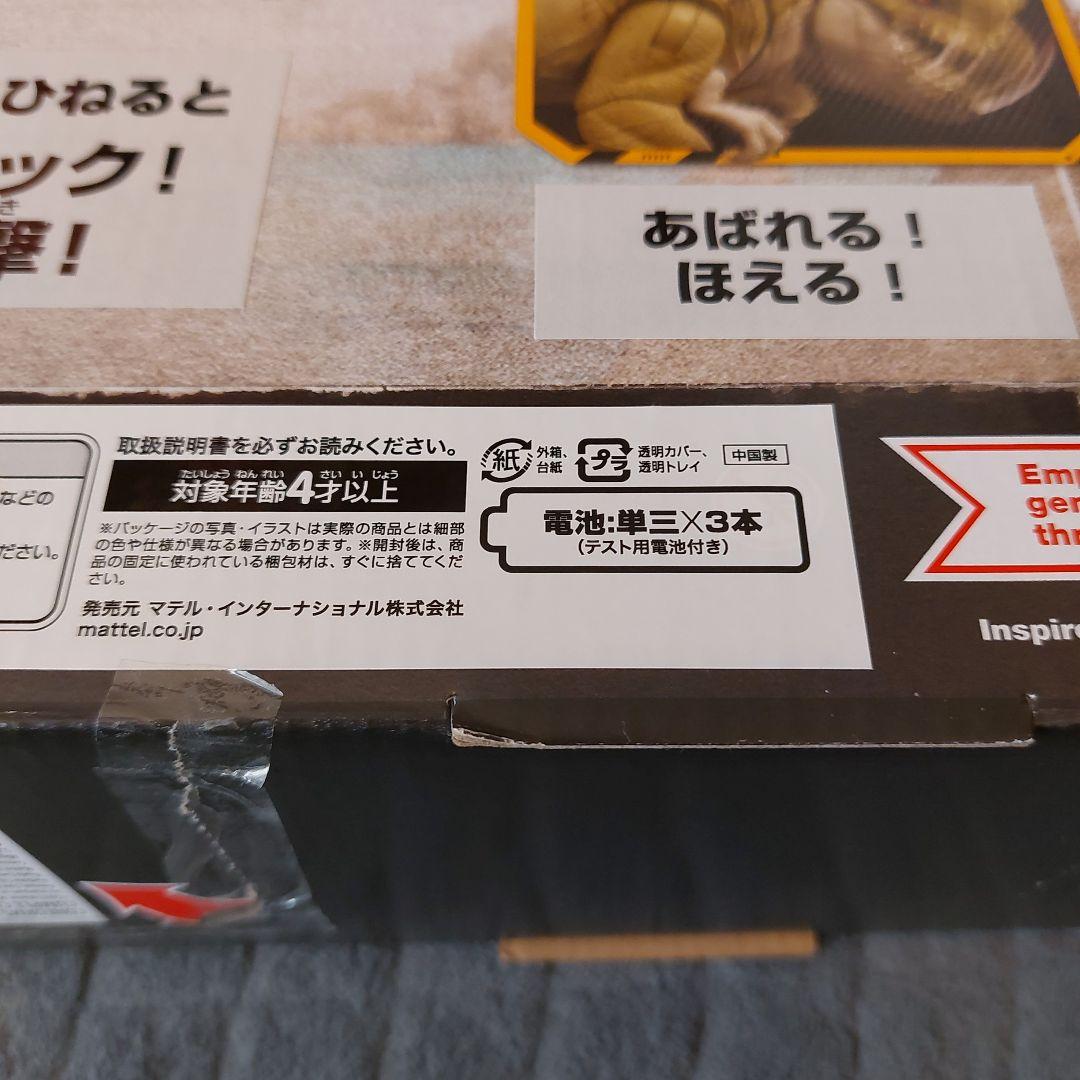 ひねると
ック!
き
撃!
あばれる!
ほえる!
などの
ださい。
取扱説明書を必ずお読みください。
たいしょう ねん れい さい い じょう
対象年齢4才以上
※パッケージの写真・イラストは実際の商品とは細部
の色や仕様が異なる場合があります。※開封後は、商
品の固定に使われている梱包材は、すぐに捨ててくだ
さい。
発売元 マテル・インターナショナル株式会社
mattel.co.jp
紙
外箱、
台紙
プラ
透明カバー、
透明トレイ
中国製
電池:単三×3本
(テスト用電池付き)
Emp
gen
thr
Inspire